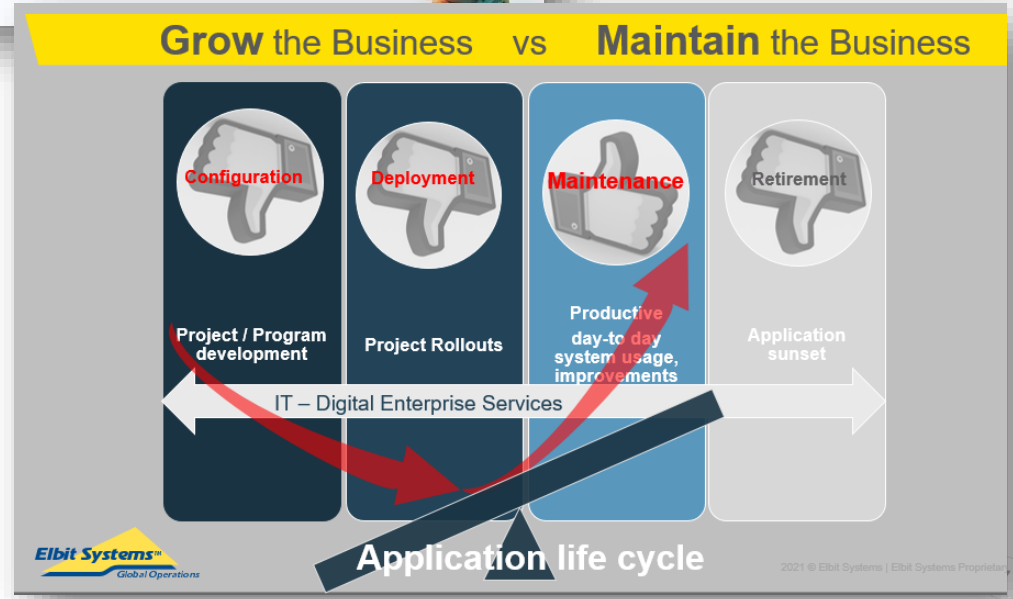 Grow the Business vs Maintain the Business
Configuration
Deployment
Maintenance
Retirement
Project / Program
development
Project Rollouts
Productive
day-to day
system usage,
improvements
Application
sunset
IT – Digital Enterprise Services
Application life cycle
Elbit Systems™
Global Operations
2021 © Elbit Systems | Elbit Systems Proprietary